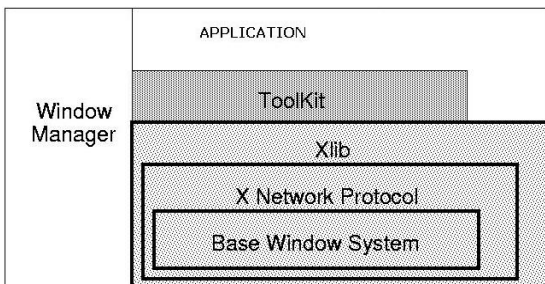 APPLICATION
ToolKit
Window
Manager
Xlib
X Network Protocol
Base Window System